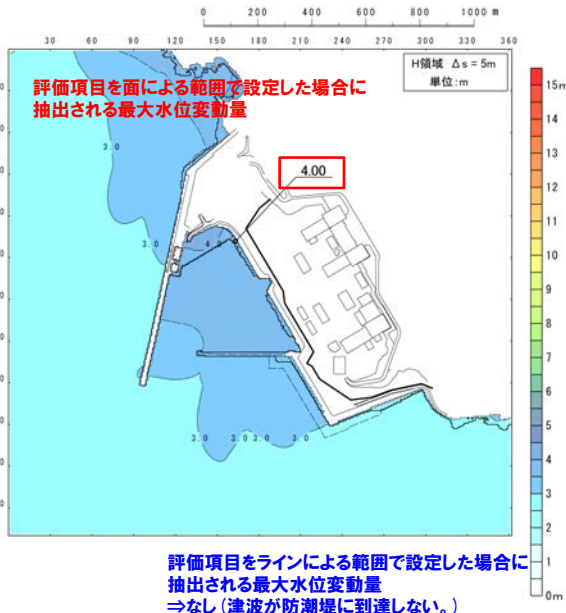 0 200 400 600 800 1000 m
0 30 60 90 120 150 180 210 240 270 300 330 360
H領域 Δs = 5m
単位:m
評価項目を面による範囲で設定した場合に
抽出される最大水位変動量
4.00
3.0
3.0
4.0
3.0 3.0 3.0
15m
14
13
12
11
10
9
8
7
6
5
4
3
2
1
0m
評価項目をラインによる範囲で設定した場合に
抽出される最大水位変動量
⇒なし(津波が防潮堤に到達しない。)